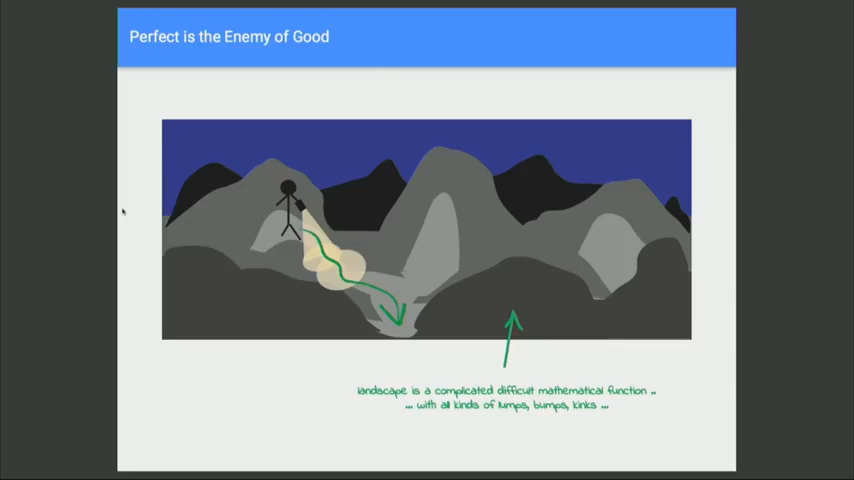 Perfect is the Enemy of Good
landscape is a complicated difficult mathematical function ..
... with all kinds of lumps, bumps, kinks ...